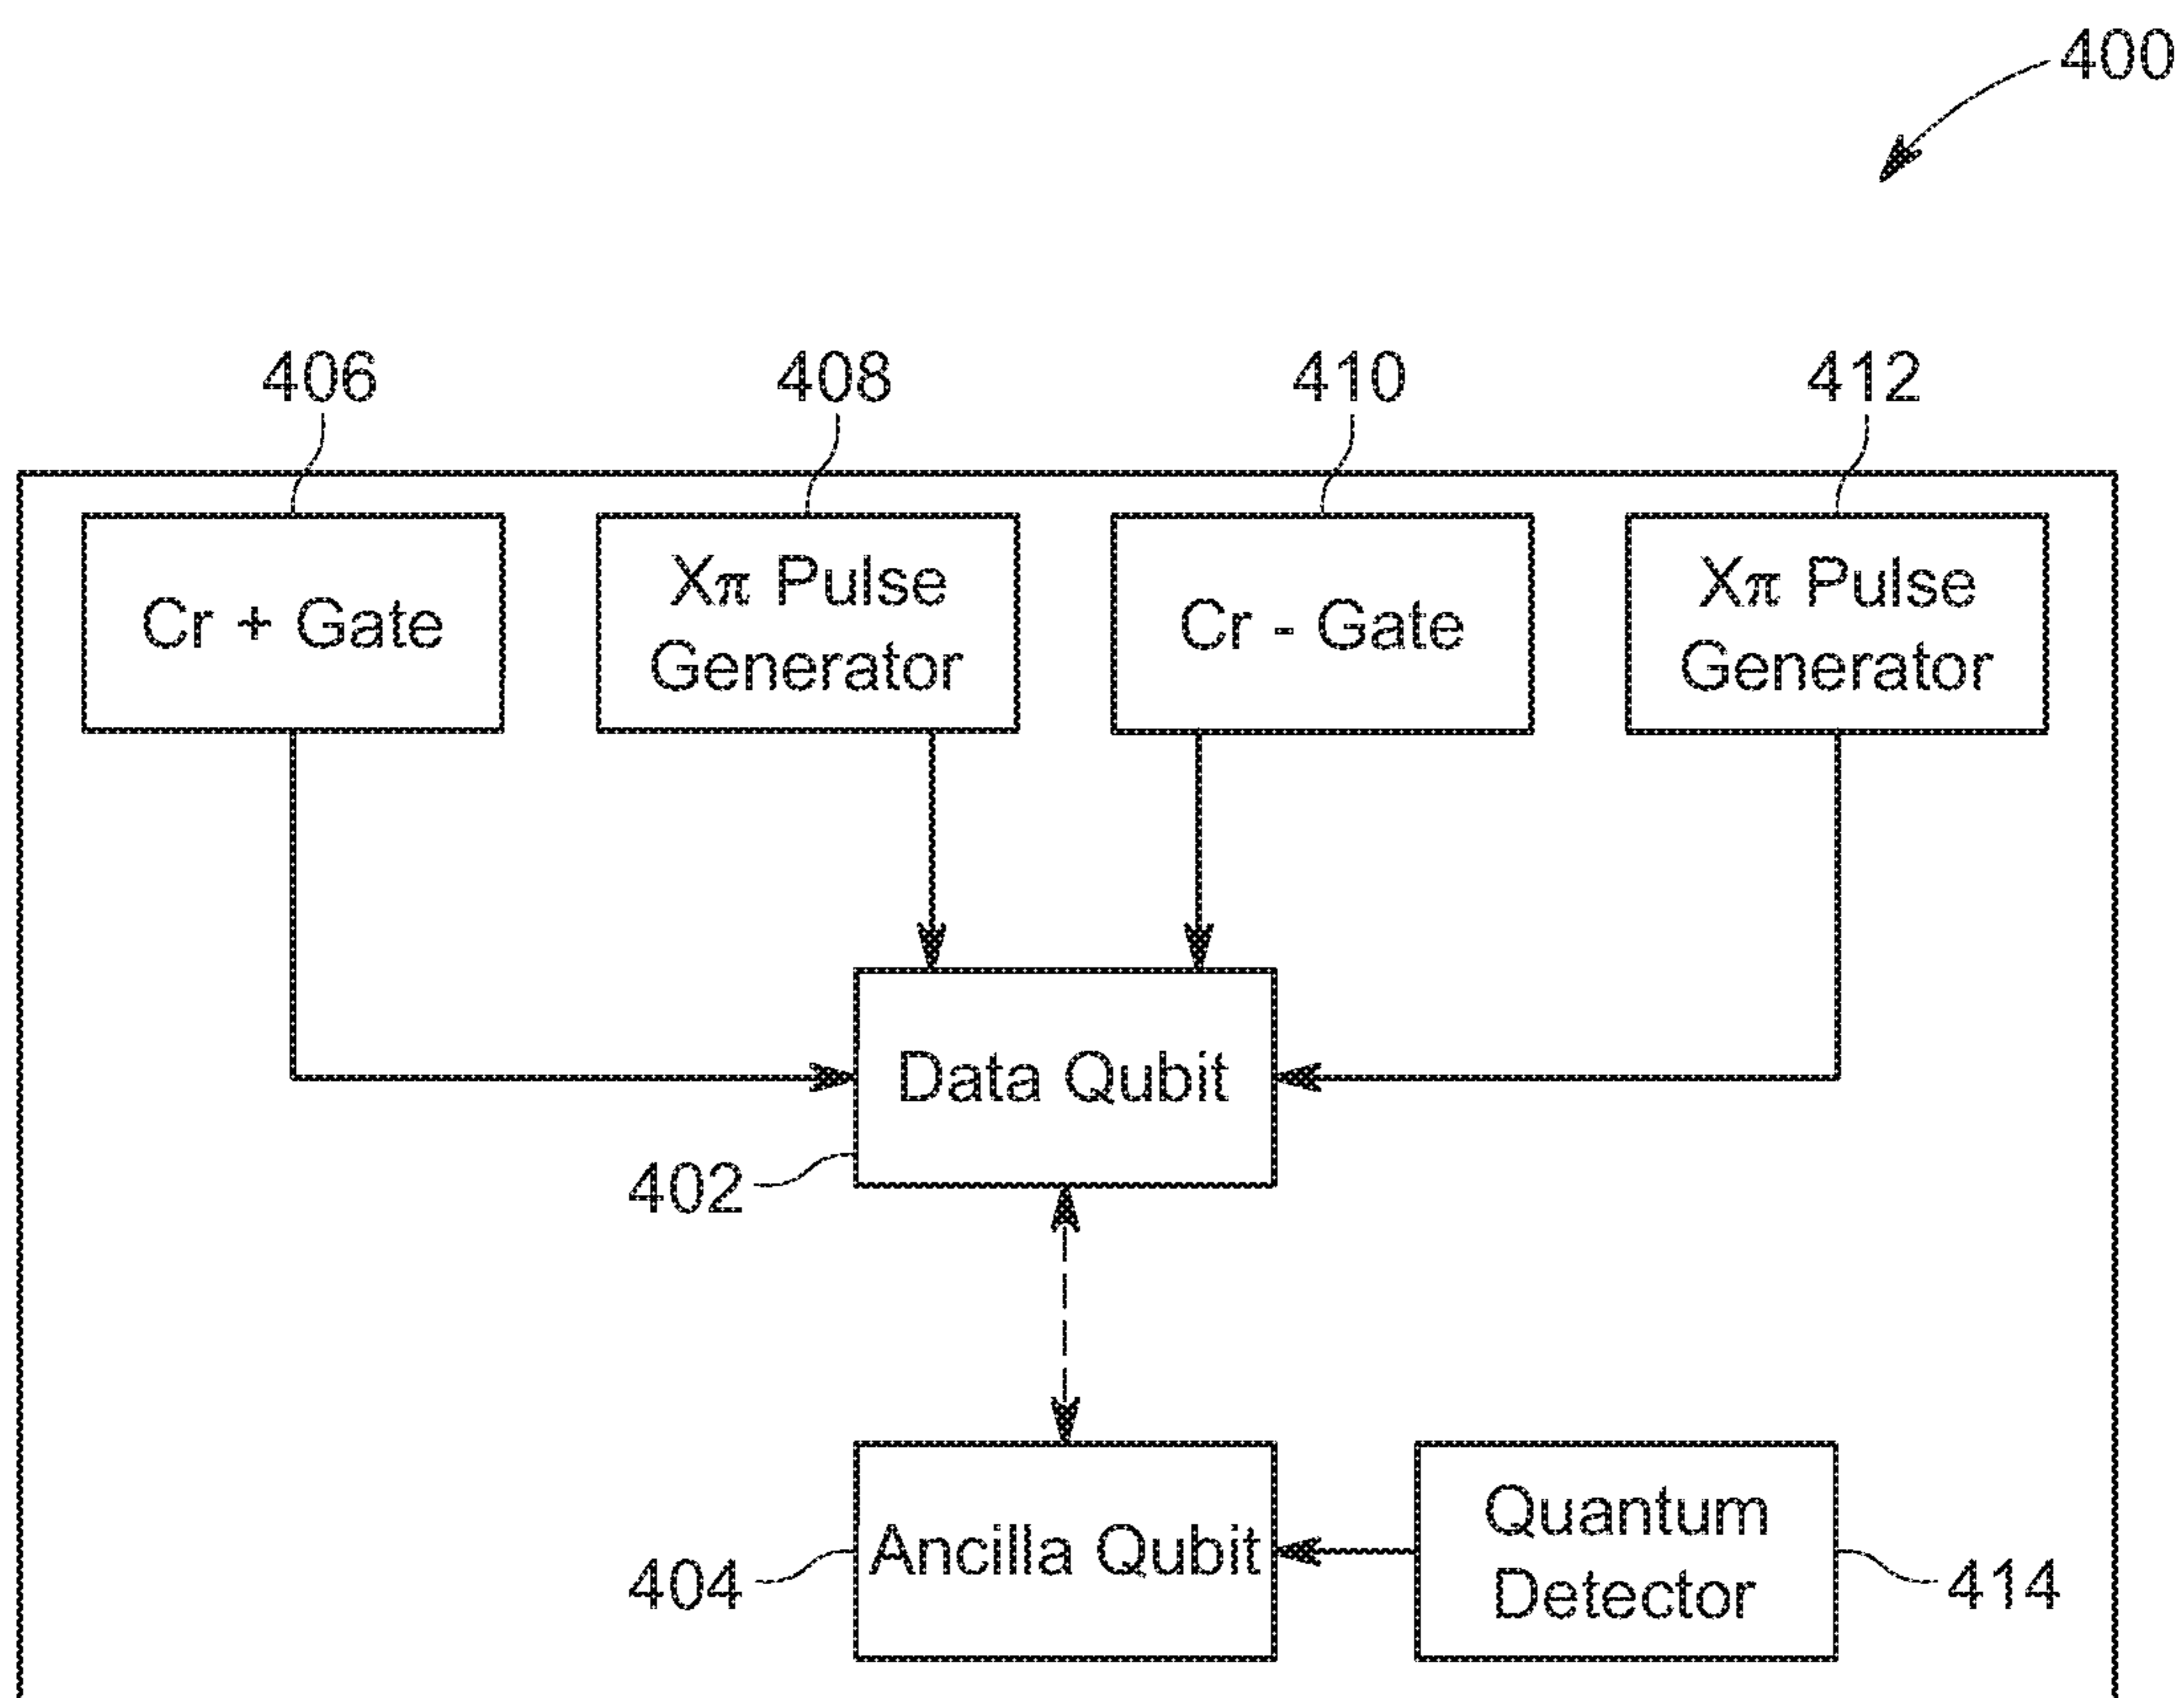 400
406
408
410
412
Cr + Gate
Xπ Pulse
Generator
Cr - Gate
Xπ Pulse
Generator
Data Qubit
402
Ancilla Qubit
404
Quantum
Detector
414